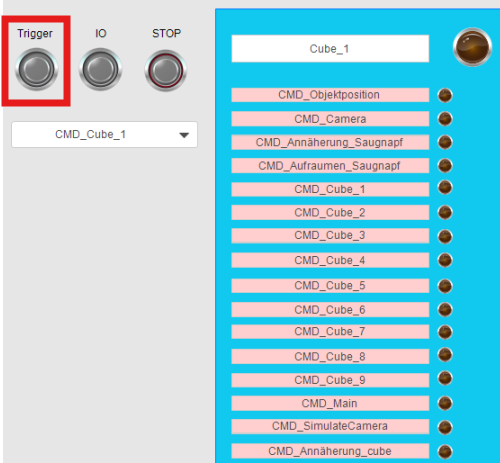 Trigger IO STOP
CMD_Cube_1
Cube_1
CMD_Objektposition
CMD_Camera
CMD_Annäherung_Saugnapf
CMD_Aufraumen_Saugnapf
CMD_Cube_1
CMD_Cube_2
CMD_Cube_3
CMD_Cube_4
CMD_Cube_5
CMD_Cube_6
CMD_Cube_7
CMD_Cube_8
CMD_Cube_9
CMD_Main
CMD_SimulateCamera
CMD_Annäherung_cube